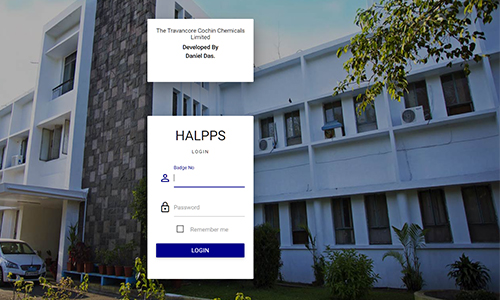 The Travancore Cochin Chemicals
Limited
Developed By
Daniel Das.
HALPPS
LOGIN
Badge No
Password
Remember me
LOGIN